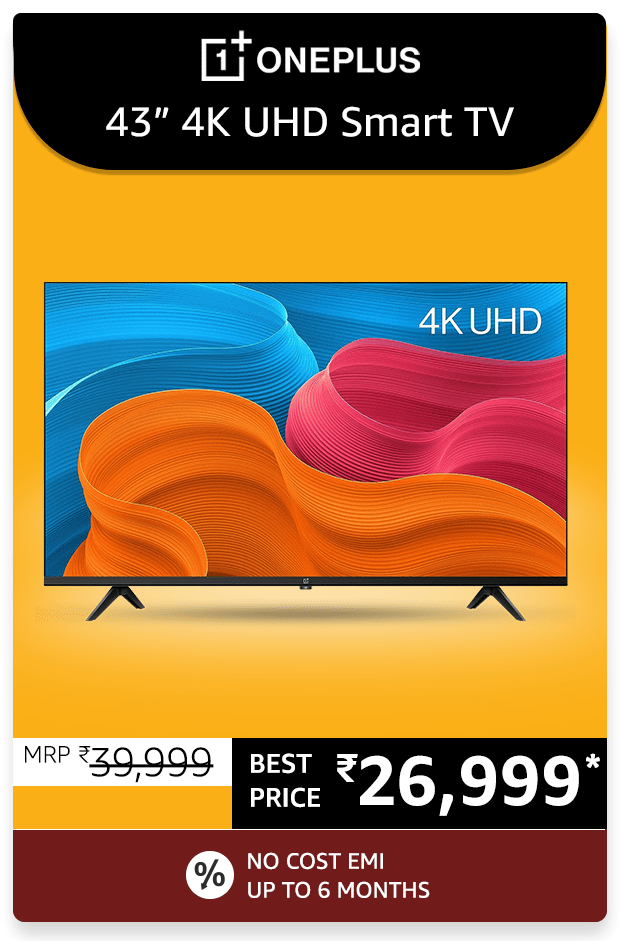 1+ ONEPLUS
43” 4K UHD Smart TV
4K UHD
MRP ₹39,999
BEST PRICE ₹26,999*
% NO COST EMI
UP TO 6 MONTHS